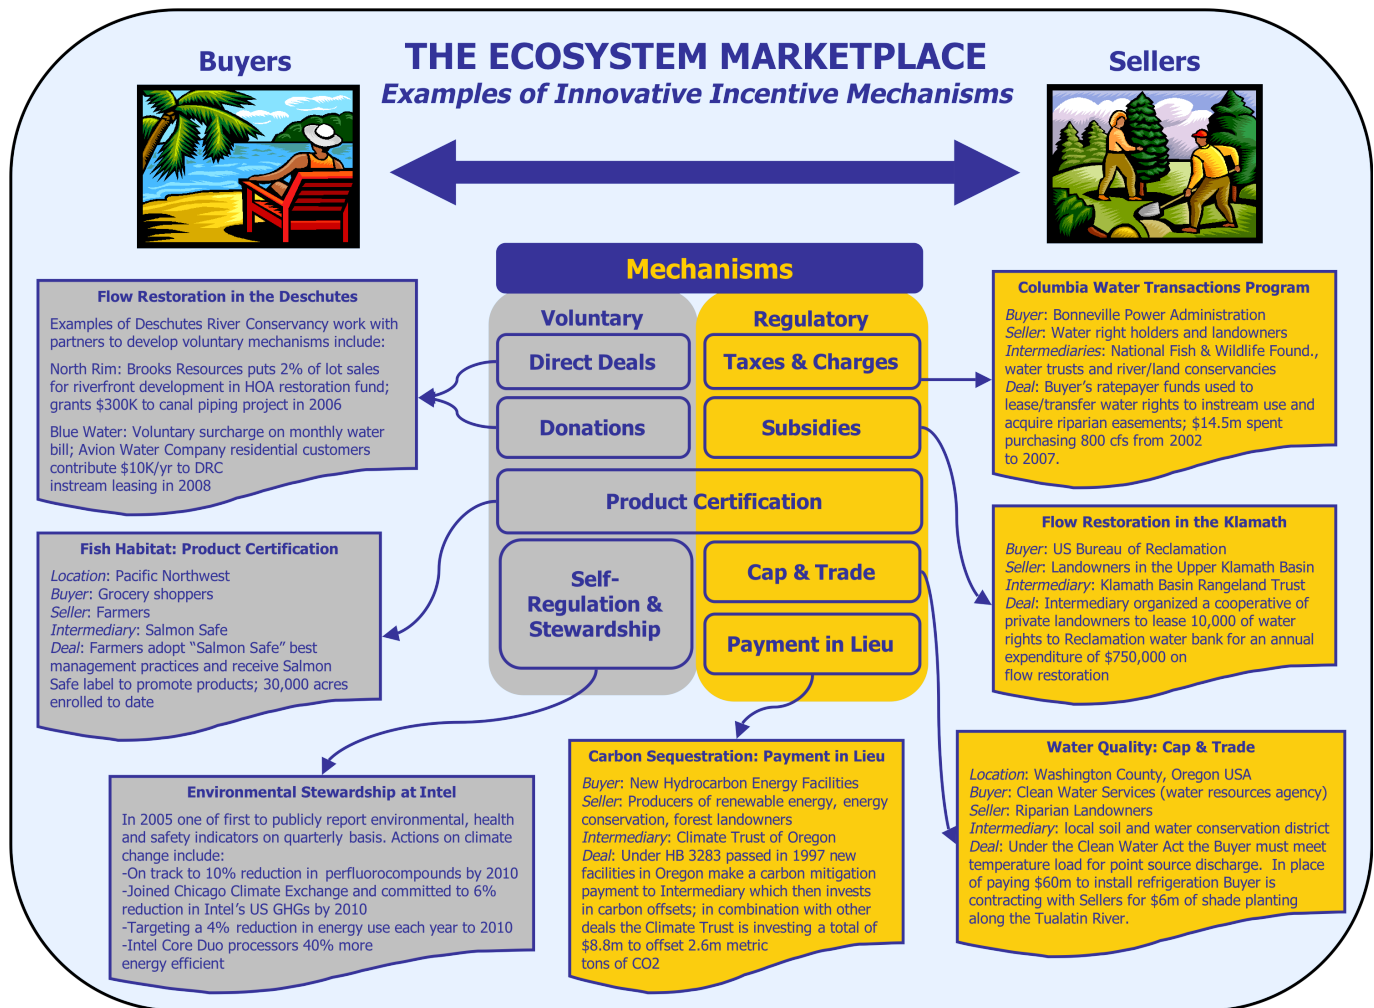 Buyers
THE ECOSYSTEM MARKETPLACE
Examples of Innovative Incentive Mechanisms
Sellers
Mechanisms
Voluntary
Regulatory
Direct Deals
Taxes & Charges
Donations
Subsidies
Product Certification
Self-
Regulation &
Stewardship
Cap & Trade
Payment in Lieu
Flow Restoration in the Deschutes
Examples of Deschutes River Conservancy work with
partners to develop voluntary mechanisms include:
North Rim: Brooks Resources puts 2% of lot sales
for riverfront development in HOA restoration fund;
grants $300K to canal piping project in 2006
Blue Water: Voluntary surcharge on monthly water
bill; Avion Water Company residential customers
contribute $10K/yr to DRC
instream leasing in 2008
Fish Habitat: Product Certification
Location: Pacific Northwest
Buyer: Grocery shoppers
Seller: Farmers
Intermediary: Salmon Safe
Deal: Farmers adopt “Salmon Safe” best
management practices and receive Salmon
Safe label to promote products; 30,000 acres
enrolled to date
Environmental Stewardship at Intel
In 2005 one of first to publicly report environmental, health
and safety indicators on quarterly basis. Actions on climate
change include:
-On track to 10% reduction in perfluorocompounds by 2010
-Joined Chicago Climate Exchange and committed to 6%
reduction in Intel’s US GHGs by 2010
-Targeting a 4% reduction in energy use each year to 2010
-Intel Core Duo processors 40% more
energy efficient
Carbon Sequestration: Payment in Lieu
Buyer: New Hydrocarbon Energy Facilities
Seller: Producers of renewable energy, energy
conservation, forest landowners
Intermediary: Climate Trust of Oregon
Deal: Under HB 3283 passed in 1997 new
facilities in Oregon make a carbon mitigation
payment to Intermediary which then invests
in carbon offsets; in combination with other
deals the Climate Trust is investing a total of
$8.8m to offset 2.6m metric
tons of CO2
Columbia Water Transactions Program
Buyer: Bonneville Power Administration
Seller: Water right holders and landowners
Intermediaries: National Fish & Wildlife Found.,
water trusts and river/land conservancies
Deal: Buyer’s ratepayer funds used to
lease/transfer water rights to instream use and
acquire riparian easements; $14.5m spent
purchasing 800 cfs from 2002
to 2007.
Flow Restoration in the Klamath
Buyer: US Bureau of Reclamation
Seller: Landowners in the Upper Klamath Basin
Intermediary: Klamath Basin Rangeland Trust
Deal: Intermediary organized a cooperative of
private landowners to lease 10,000 of water
rights to Reclamation water bank for an annual
expenditure of $750,000 on
flow restoration
Water Quality: Cap & Trade
Location: Washington County, Oregon USA
Buyer: Clean Water Services (water resources agency)
Seller: Riparian Landowners
Intermediary: local soil and water conservation district
Deal: Under the Clean Water Act the Buyer must meet
temperature load for point source discharge. In place
of paying $60m to install refrigeration Buyer is
contracting with Sellers for $6m of shade planting
along the Tualatin River.